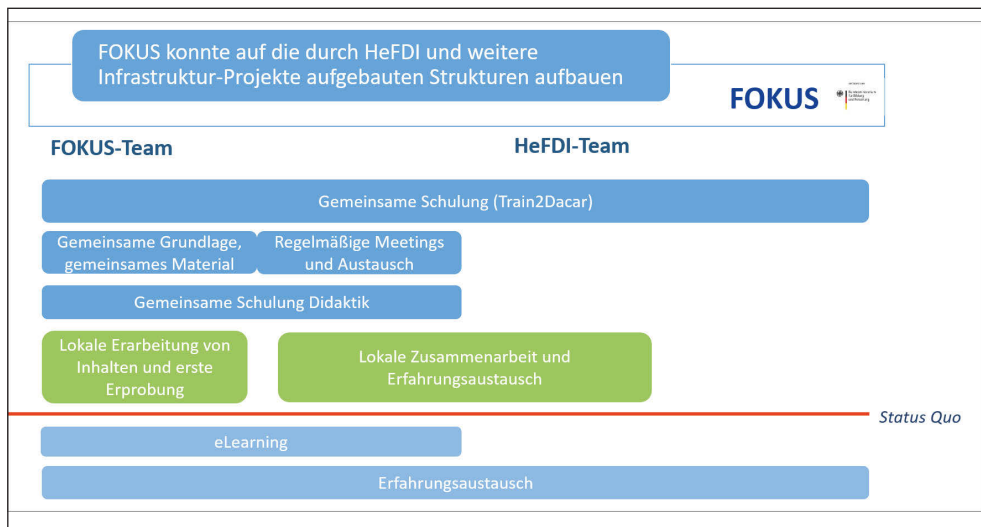 FOKUS konnte auf die durch HeFDI und weitere
Infrastruktur-Projekte aufgebauten Strukturen aufbauen
FOKUS
FOKUS-Team
HeFDI-Team
Gemeinsame Schulung (Train2Dacar)
Gemeinsame Grundlage,
gemeinsames Material
Regelmäßige Meetings
und Austausch
Gemeinsame Schulung Didaktik
Lokale Erarbeitung von
Inhalten und erste
Erprobung
Lokale Zusammenarbeit und
Erfahrungsaustausch
Status Quo
eLearning
Erfahrungsaustausch